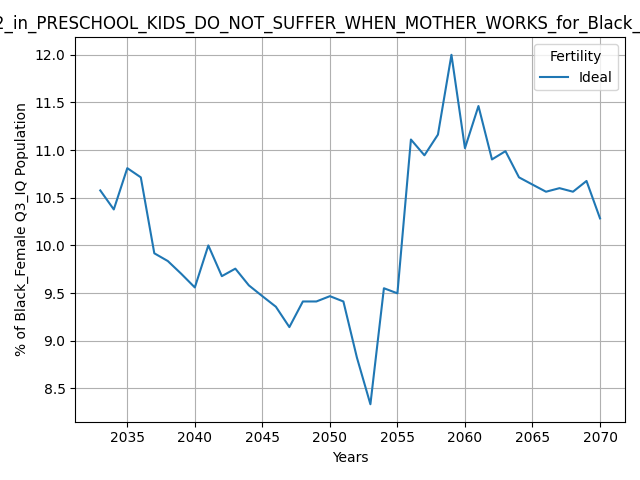 2_in_PRESCHOOL_KIDS_DO_NOT_SUFFER_WHEN_MOTHER_WORKS_for_Black_
Fertility
Ideal
12.0
11.5
11.0
10.5
10.0
9.5
9.0
8.5
% of Black_Female Q3_IQ Population
2035 2040 2045 2050 2055 2060 2065 2070
Years